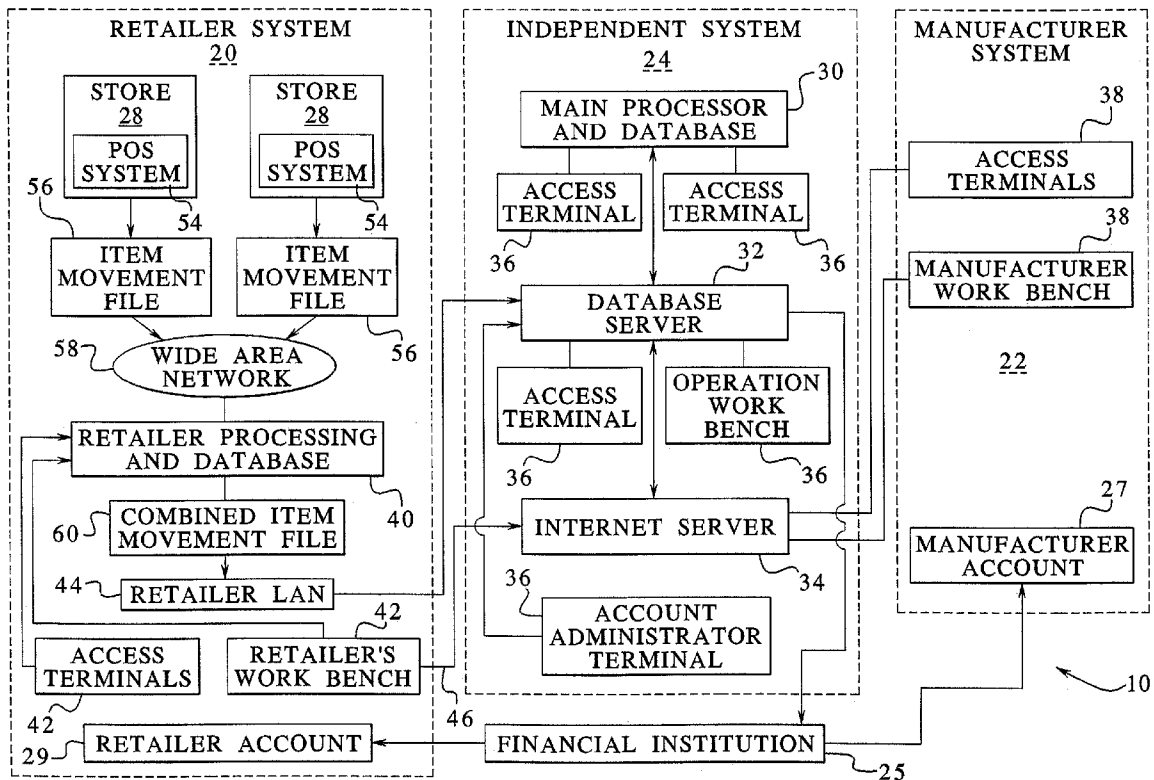 RETAILER SYSTEM
20
STORE
28
POS
SYSTEM
54
STORE
28
POS
SYSTEM
54
56
ITEM
MOVEMENT
FILE
ITEM
MOVEMENT
FILE
56
58
WIDE AREA
NETWORK
RETAILER PROCESSING
AND DATABASE
40
60
COMBINED ITEM
MOVEMENT FILE
44
RETAILER LAN
42
ACCESS
TERMINALS
42
RETAILER'S
WORK BENCH
46
29
RETAILER ACCOUNT
INDEPENDENT SYSTEM
24
30
MAIN PROCESSOR
AND DATABASE
ACCESS
TERMINAL
36
ACCESS
TERMINAL
36
32
DATABASE
SERVER
ACCESS
TERMINAL
36
OPERATION
WORK
BENCH
36
INTERNET SERVER
34
36
ACCOUNT
ADMINISTRATOR
TERMINAL
FINANCIAL INSTITUTION
25
MANUFACTURER
SYSTEM
38
ACCESS
TERMINALS
38
MANUFACTURER
WORK BENCH
22
27
MANUFACTURER
ACCOUNT
10